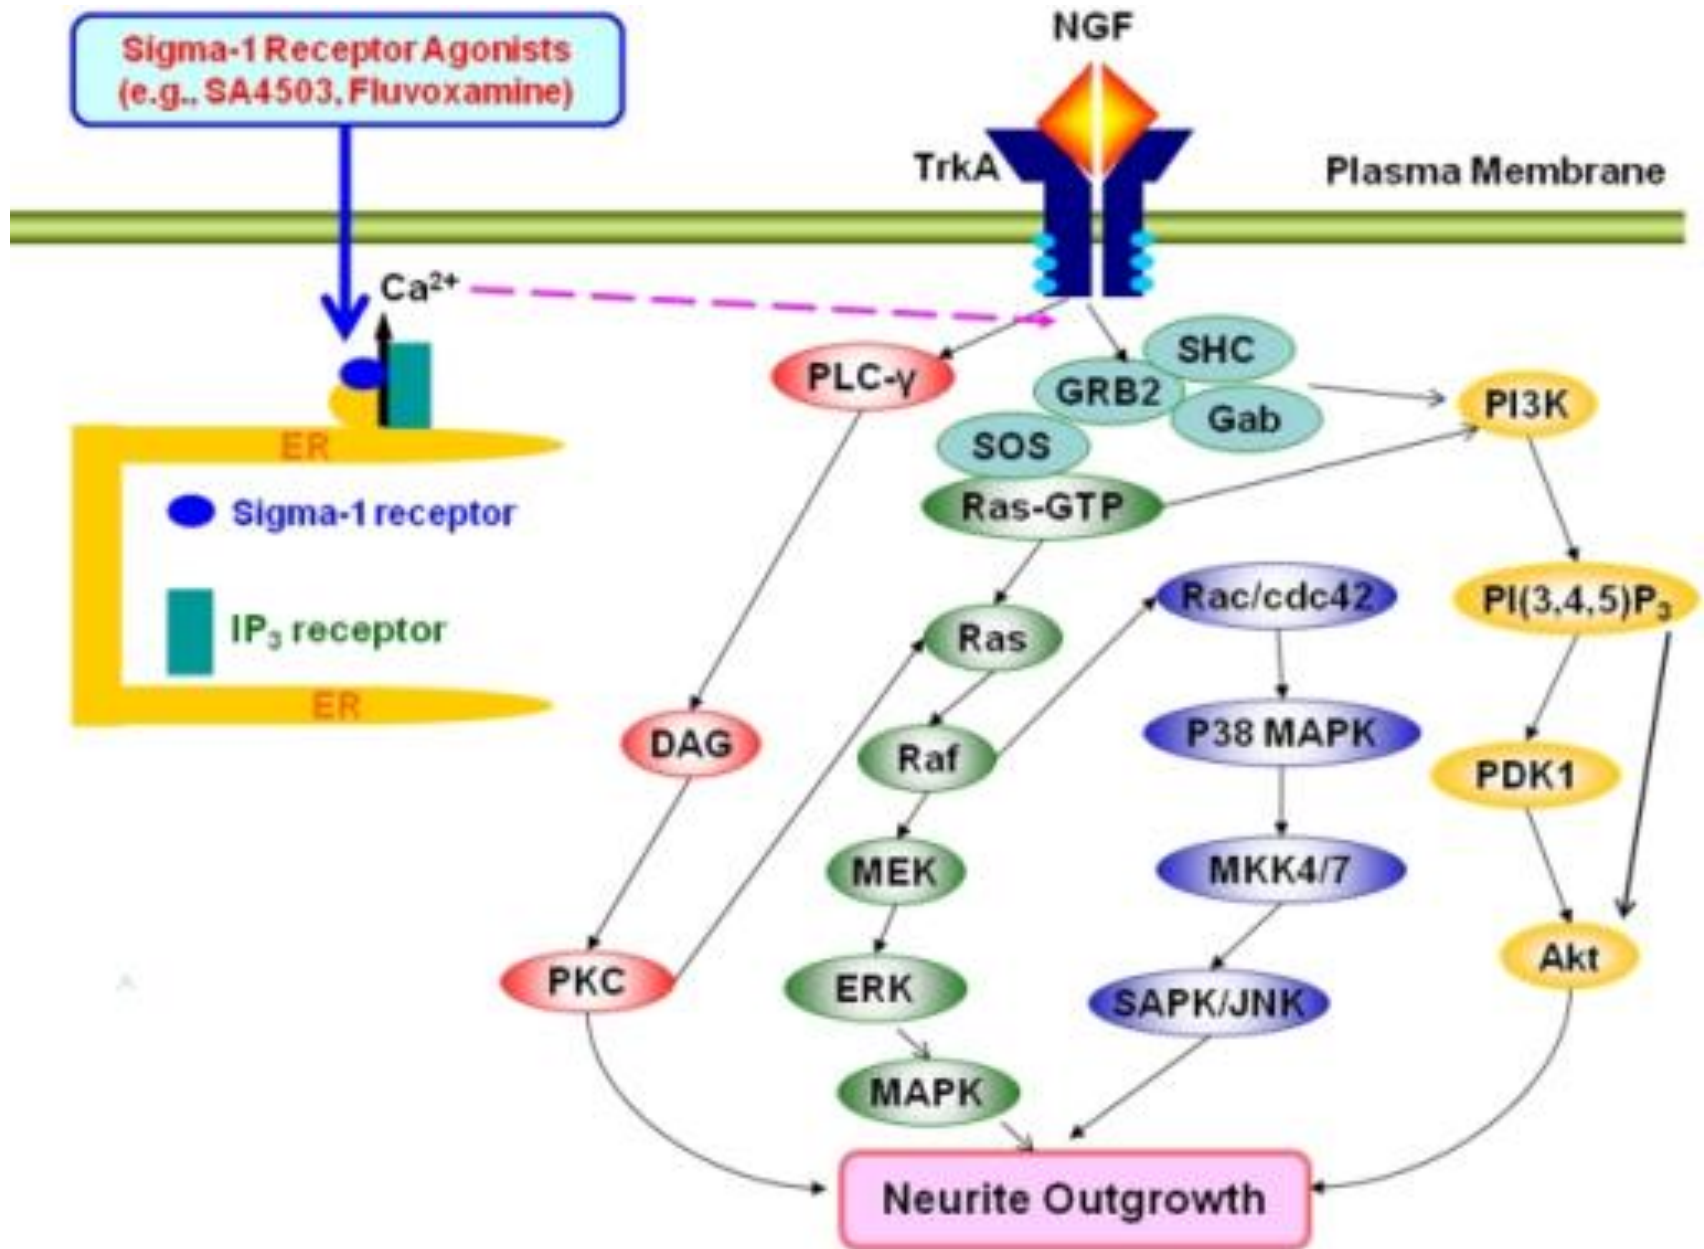 Sigma-1 Receptor Agonists
(e.g., SA4503, Fluvoxamine)
NGF
TrkA
Plasma Membrane
Ca²⁺
PLC-γ
SHC
GRB2
Gab
PI3K
SOS
Ras-GTP
ER
Sigma-1 receptor
IP₃ receptor
ER
Rac/cdc42
PI(3,4,5)P₃
Ras
DAG
Raf
P38 MAPK
PDK1
MEK
MKK4/7
PKC
ERK
SAPK/JNK
Akt
MAPK
Neurite Outgrowth